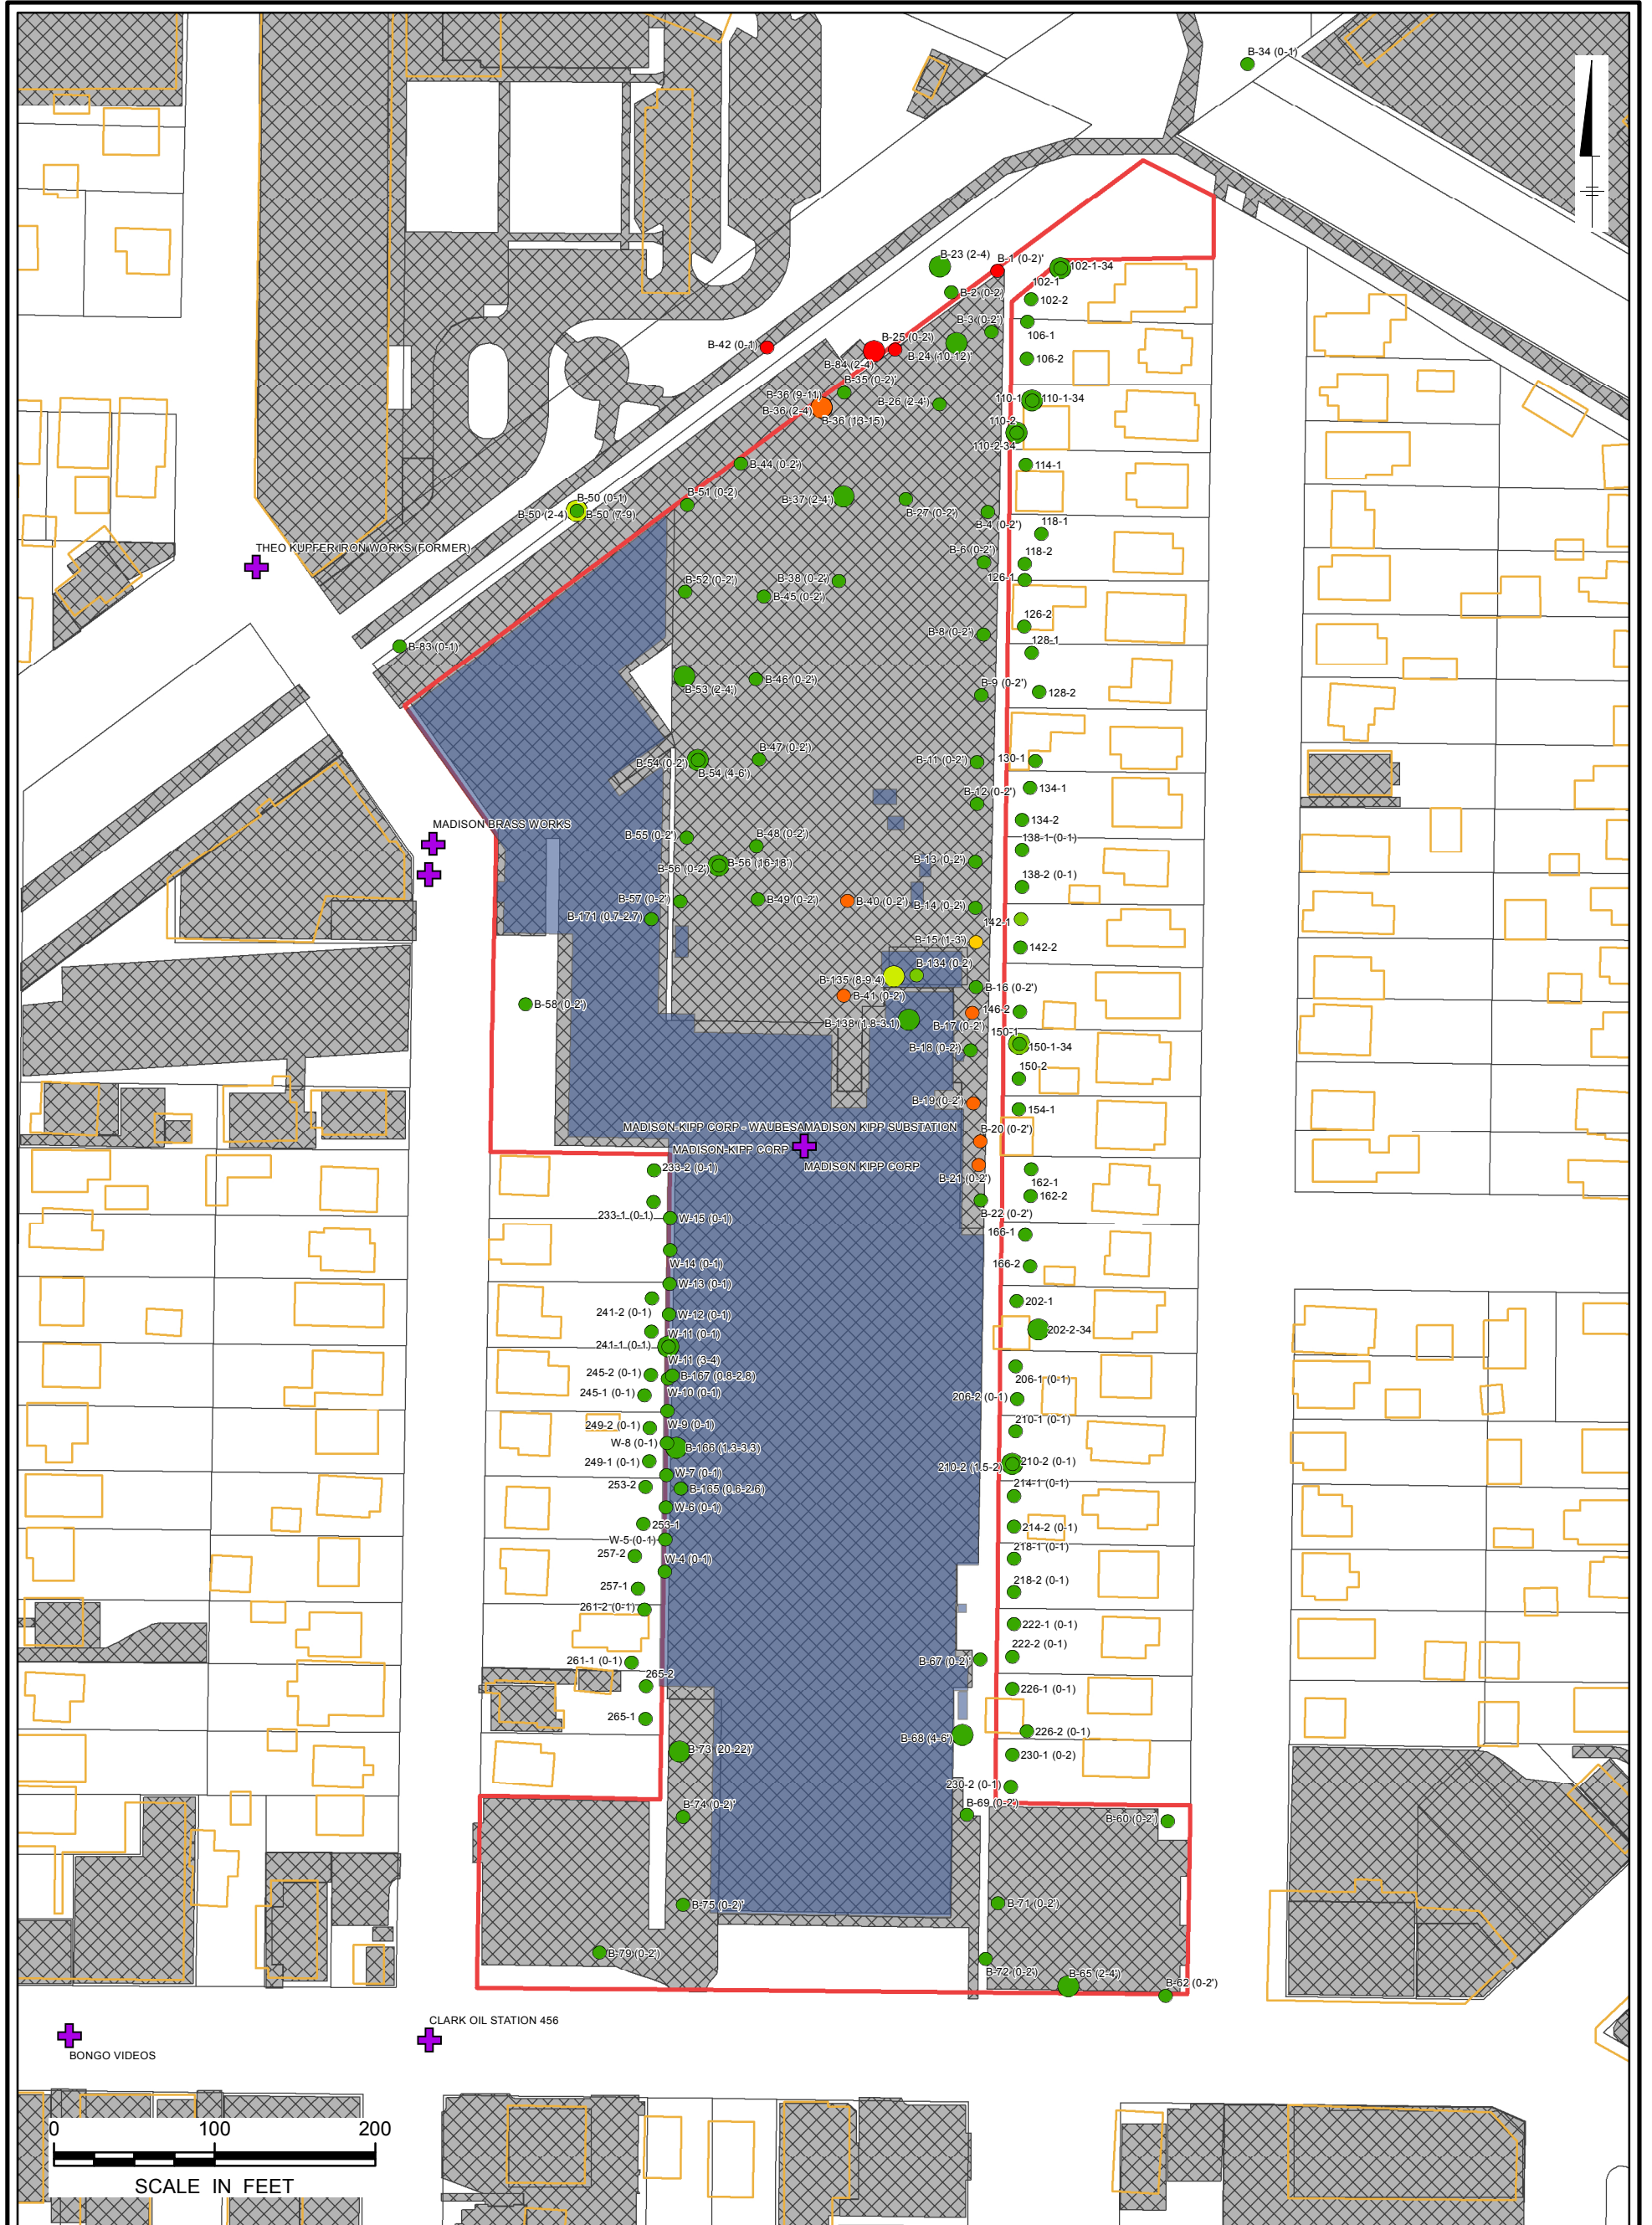 B-34 (0-1)
B-23 (2-4)
B-1 (0-2)'
102-1-34
102-1
B-2 (0-2)
102-2
B-3 (0-2')
106-1
B-25 (0-2')
B-42 (0-1)
B-24 (10-12)'
106-2
B-84 (2-4)
B-35 (0-2)'
B-36 (9-11)
110-1
110-1-34
B-26 (2-4')
B-36 (2-4)
B-36 (13-15)
110-2
110-2-34
B-44 (0-2')
114-1
B-51 (0-2)
B-50 (0-1)
B-37 (2-4')
B-50 (2-4)
B-50 (7-9)
B-27 (0-2')
B-4 (0-2')
118-1
THEO KUPFER IRON WORKS (FORMER)
B-6 (0-2')
118-2
B-52 (0-2')
B-38 (0-2')
126-1
B-45 (0-2')
126-2
B-8 (0-2')
128-1
B-83 (0-1)
B-46 (0-2')
B-53 (2-4')
B-9 (0-2')
128-2
B-47 (0-2')
B-54 (0-2')
B-54 (4-6')
B-11 (0-2')
130-1
134-1
B-12 (0-2')
MADISON BRASS WORKS
134-2
B-55 (0-2')
B-48 (0-2')
138-1 (0-1)
B-56 (0-2')
B-56 (16-18')
B-13 (0-2')
138-2 (0-1)
B-57 (0-2')
B-49 (0-2')
B-40 (0-2')
B-14 (0-2')
B-171 (0.7-2.7)
142-1
B-15 (1-3')
142-2
B-134 (0-2)
B-135 (8-9.4)
B-16 (0-2')
B-41 (0-2')
B-58 (0-2')
146-2
B-138 (1.8-3.1)
B-17 (0-2')
150-1
B-18 (0-2')
150-1-34
150-2
B-19 (0-2')
154-1
MADISON-KIPP CORP - WAUBESA
MADISON KIPP SUBSTATION
B-20 (0-2')
MADISON-KIPP CORP
MADISON KIPP CORP
233-2 (0-1)
B-21 (0-2')
162-1
162-2
233-1 (0-1)
W-15 (0-1)
B-22 (0-2')
166-1
W-14 (0-1)
166-2
W-13 (0-1)
202-1
241-2 (0-1)
W-12 (0-1)
202-2-34
W-11 (0-1)
241-1 (0-1)
W-11 (3-4)
245-2 (0-1)
B-167 (0.8-2.8)
206-1 (0-1)
245-1 (0-1)
W-10 (0-1)
206-2 (0-1)
249-2 (0-1)
W-9 (0-1)
210-1 (0-1)
W-8 (0-1)
B-166 (1.3-3.3)
249-1 (0-1)
210-2 (1.5-2)
210-2 (0-1)
W-7 (0-1)
253-2
B-165 (0.6-2.6)
214-1 (0-1)
W-6 (0-1)
253-1
214-2 (0-1)
W-5 (0-1)
257-2
W-4 (0-1)
218-1 (0-1)
257-1
218-2 (0-1)
261-2 (0-1)
222-1 (0-1)
222-2 (0-1)
261-1 (0-1)
B-67 (0-2)'
265-2
226-1 (0-1)
265-1
226-2 (0-1)
B-68 (4-6')
B-73 (20-22)'
230-1 (0-2)
230-2 (0-1)
B-74 (0-2)'
B-69 (0-2')
B-60 (0-2')
B-75 (0-2)'
B-71 (0-2')
B-79 (0-2')
B-72 (0-2')
B-65 (2-4')
B-62 (0-2')
CLARK OIL STATION 456
BONGO VIDEOS
0 100 200
SCALE IN FEET